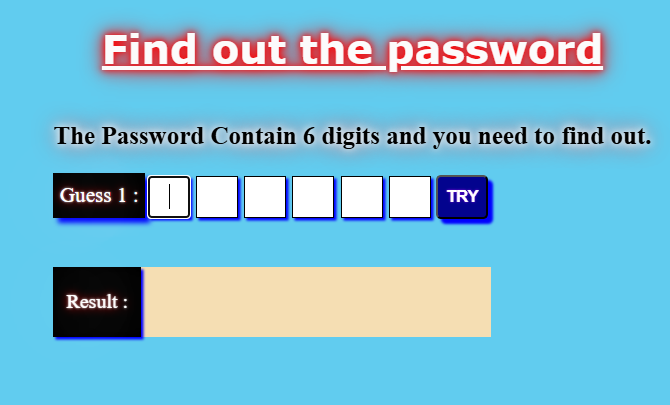 Find out the password
The Password Contain 6 digits and you need to find out.
Guess 1 : TRY
Result :